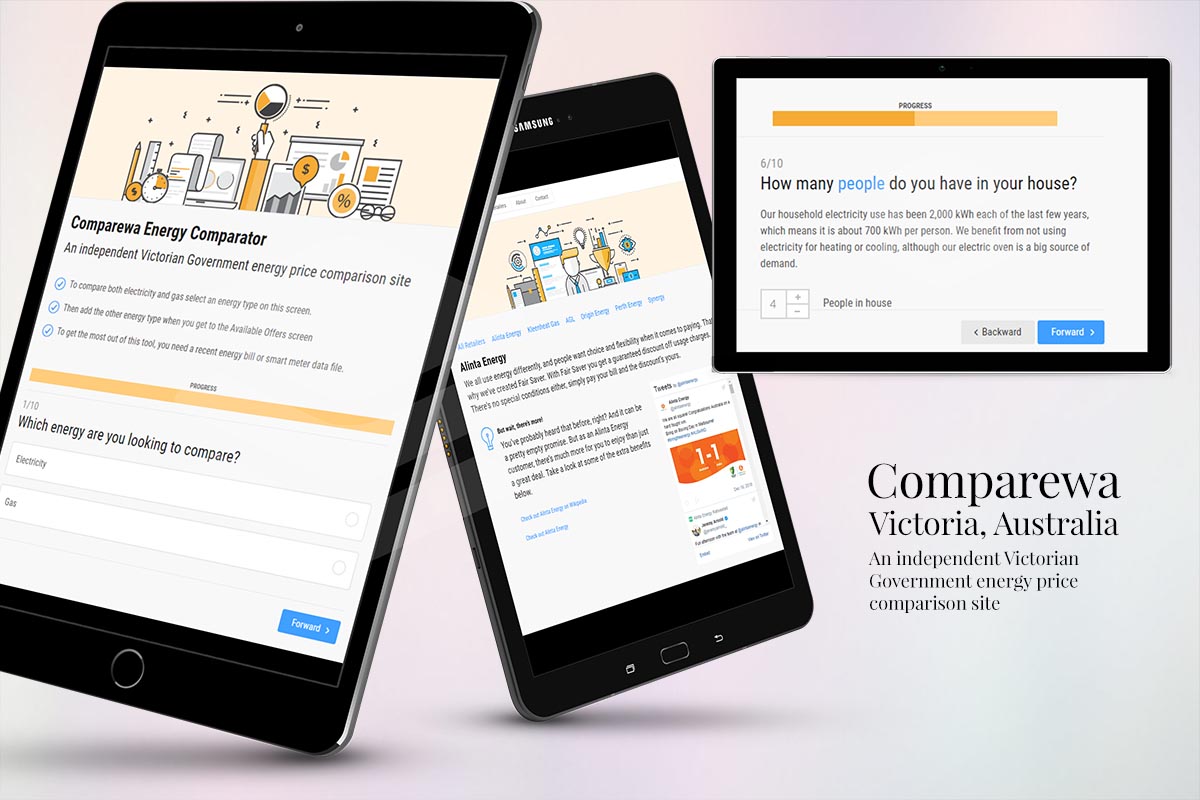 Comparewa Energy Comparator
An independent Victorian Government energy price comparison site
To compare both electricity and gas select an energy type on this screen.
Then add the other energy type when you get to the Available Offers screen
To get the most out of this tool, you need a recent energy bill or smart meter data file.
PROGRESS
1/10
Which energy are you looking to compare?
Electricity
Gas
Forward
SAMSUNG
About
Contact
All Retailers
Alinta Energy
Kleenheat Gas
AGL
Origin Energy
Perth Energy
Synergy
Alinta Energy
We all use energy differently, and people want choice and flexibility when it comes to paying. That
why we've created Fair Saver. With Fair Saver you get a guaranteed discount off usage charges.
There's no special conditions either, simply pay your bill and the discount's yours.
But wait, there's more!
You've probably heard that before, right? And it can be
a pretty empty promise. But as an Alinta Energy
customer, there's much more for you to enjoy than just
a great deal. Take a look at some of the extra benefits
below.
Check out Alinta Energy on Wikipedia
Check out Alinta Energy
Tweets by @alintaenergy
Alinta Energy
@alintaenergy
1-1
Dec 18, 2018
Alinta Energy Retweeted
Embed
View on Twitter
PROGRESS
6/10
How many people do you have in your house?
Our household electricity use has been 2,000 kWh each of the last few years,
which means it is about 700 kWh per person. We benefit from not using
electricity for heating or cooling, although our electric oven is a big source of
demand.
4
+
−
People in house
Backward
Forward
Comparewa
Victoria, Australia
An independent Victorian
Government energy price
comparison site